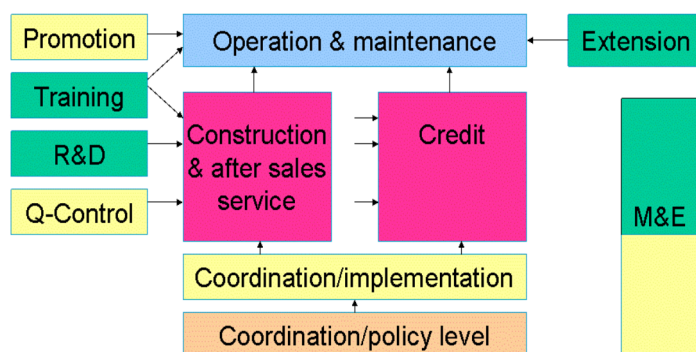 Promotion
Operation & maintenance
Extension
Training
Construction
& after sales
service
Credit
R&D
Q-Control
M&E
Coordination/implementation
Coordination/policy level